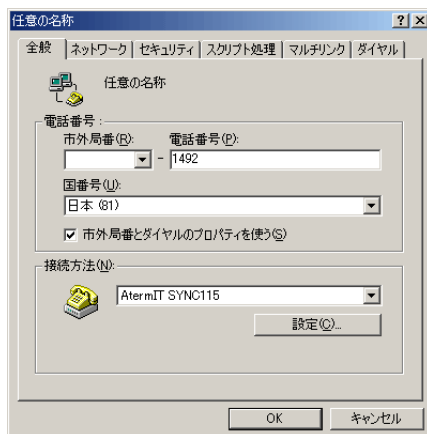 任意の名称
全般 ネットワーク セキュリティ スクリプト処理 マルチリンク ダイヤル
任意の名称
電話番号:
市外局番(R): 電話番号(P):
- 1492
国番号(U):
日本 (81)
市外局番とダイヤルのプロパティを使う(S)
接続方法(N):
AtermIT SYNC115
設定(C)...
OK キャンセル